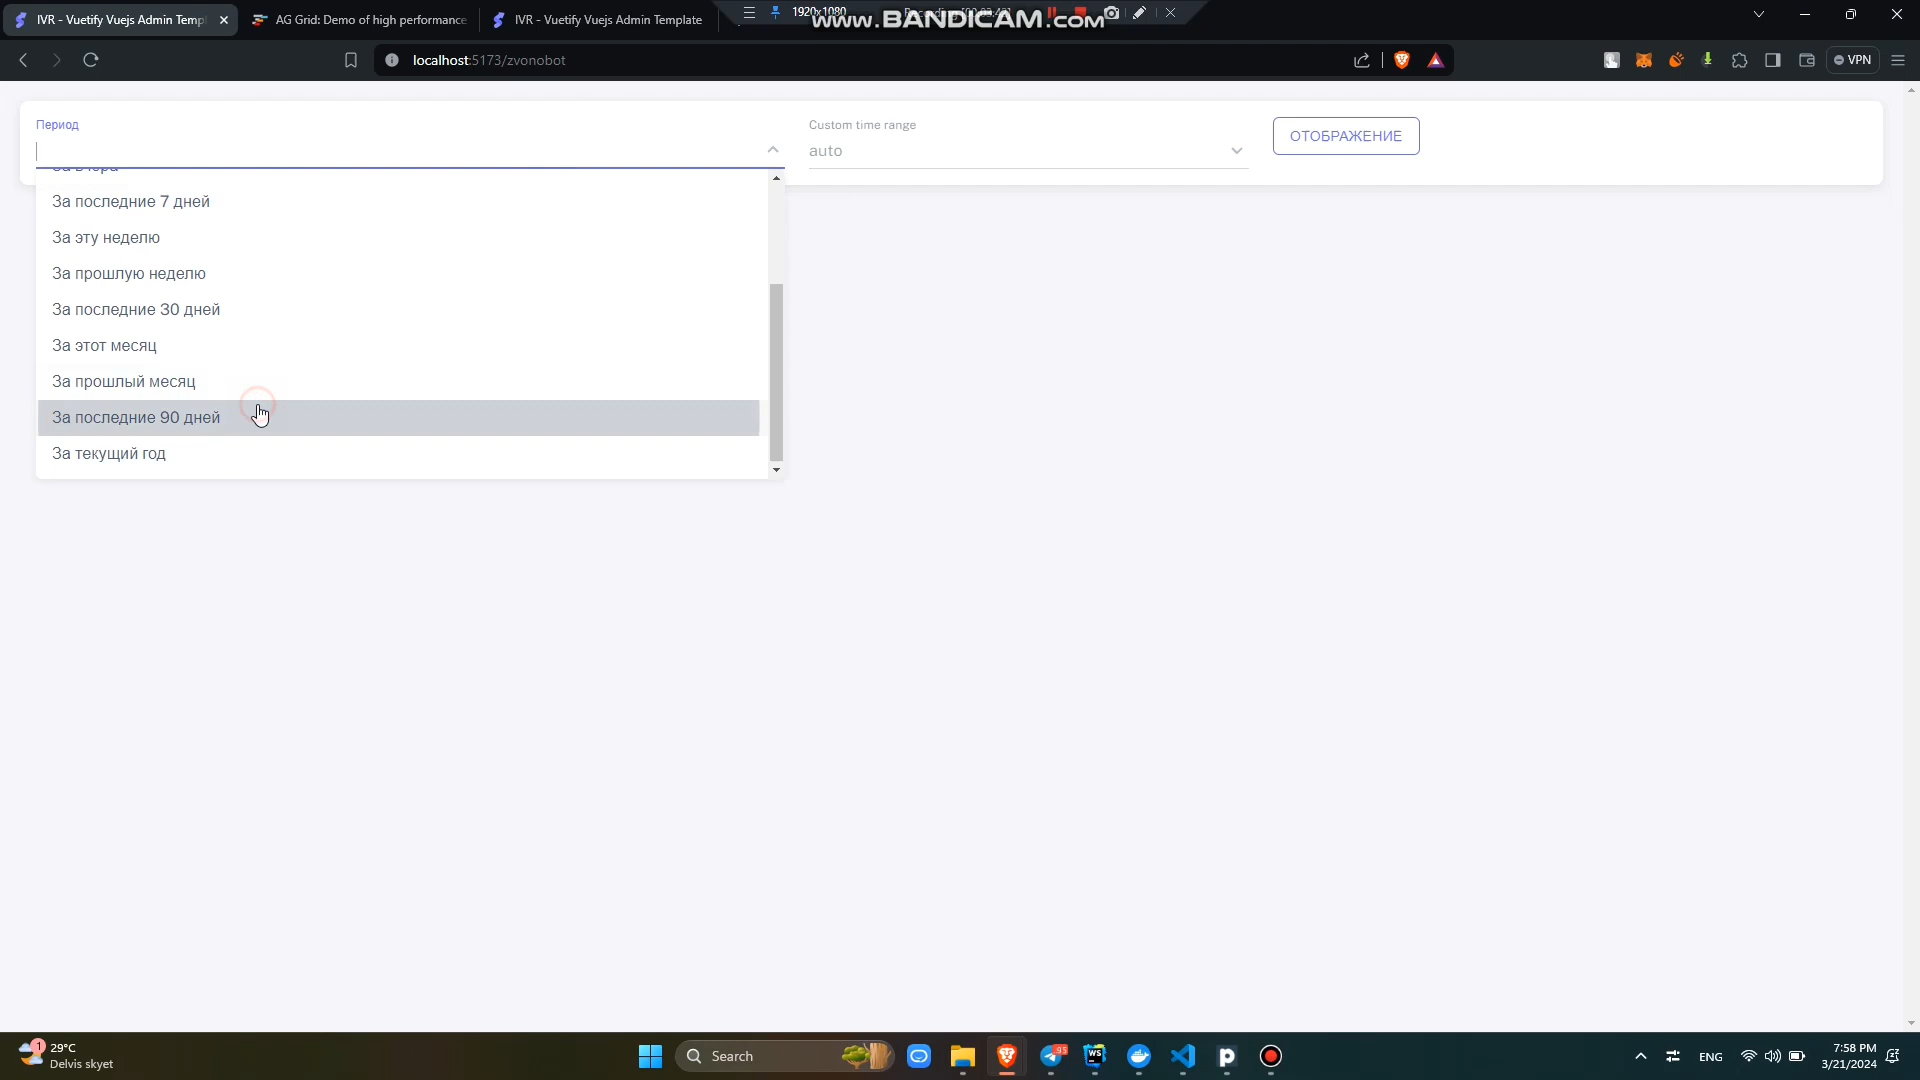 IVR - Vuetify Vuejs Admin Temp
AG Grid: Demo of high performance
IVR - Vuetify Vuejs Admin Template
1920x1080
www.BANDICAM.com
localhost:5173/zvonobot
VPN
Период
Custom time range
auto
ОТОБРАЖЕНИЕ
За последние 7 дней
За эту неделю
За прошлую неделю
За последние 30 дней
За этот месяц
За прошлый месяц
За последние 90 дней
За текущий год
1
29°C
Delvis skyet
Search
95
WS
ENG
7:58 PM
3/21/2024